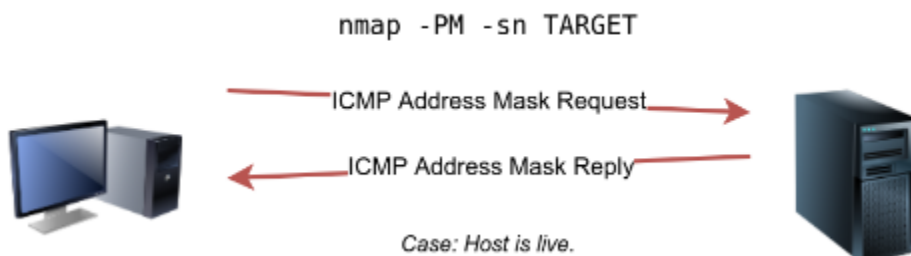 nmap -PM -sn TARGET
ICMP Address Mask Request
ICMP Address Mask Reply
Case: Host is live.